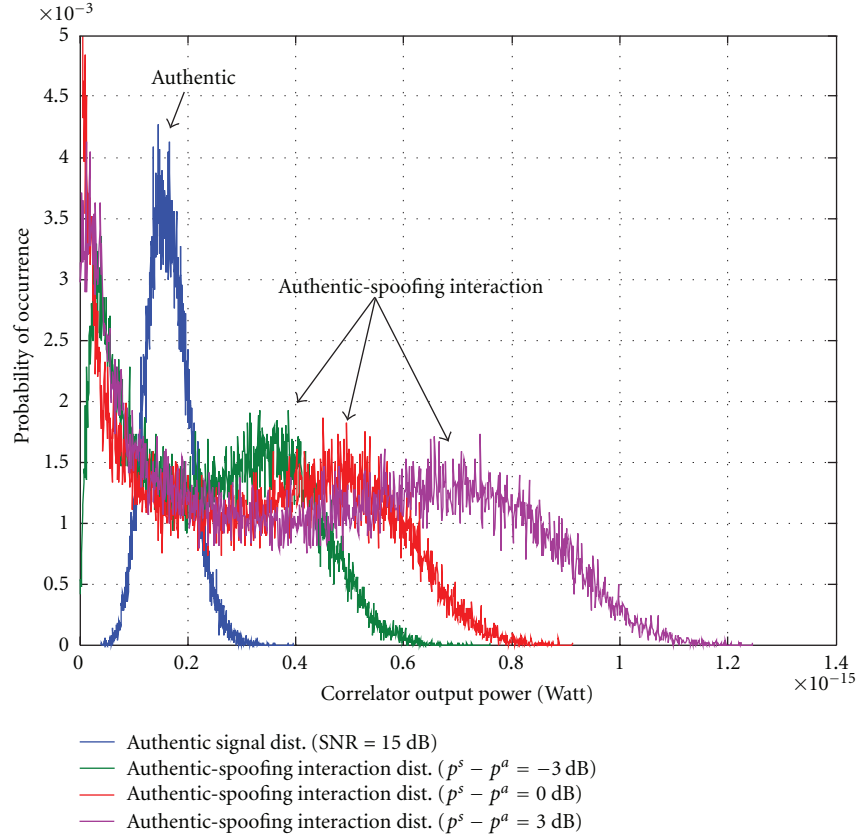 ×10⁻³
5
4.5
4
3.5
3
2.5
2
1.5
1
0.5
0
Probability of occurrence
Authentic
Authentic-spoofing interaction
0 0.2 0.4 0.6 0.8 1 1.2 1.4
×10⁻¹⁵
Correlator output power (Watt)
Authentic signal dist. (SNR = 15 dB)
Authentic-spoofing interaction dist. (pˢ − pᵃ = −3 dB)
Authentic-spoofing interaction dist. (pˢ − pᵃ = 0 dB)
Authentic-spoofing interaction dist. (pˢ − pᵃ = 3 dB)